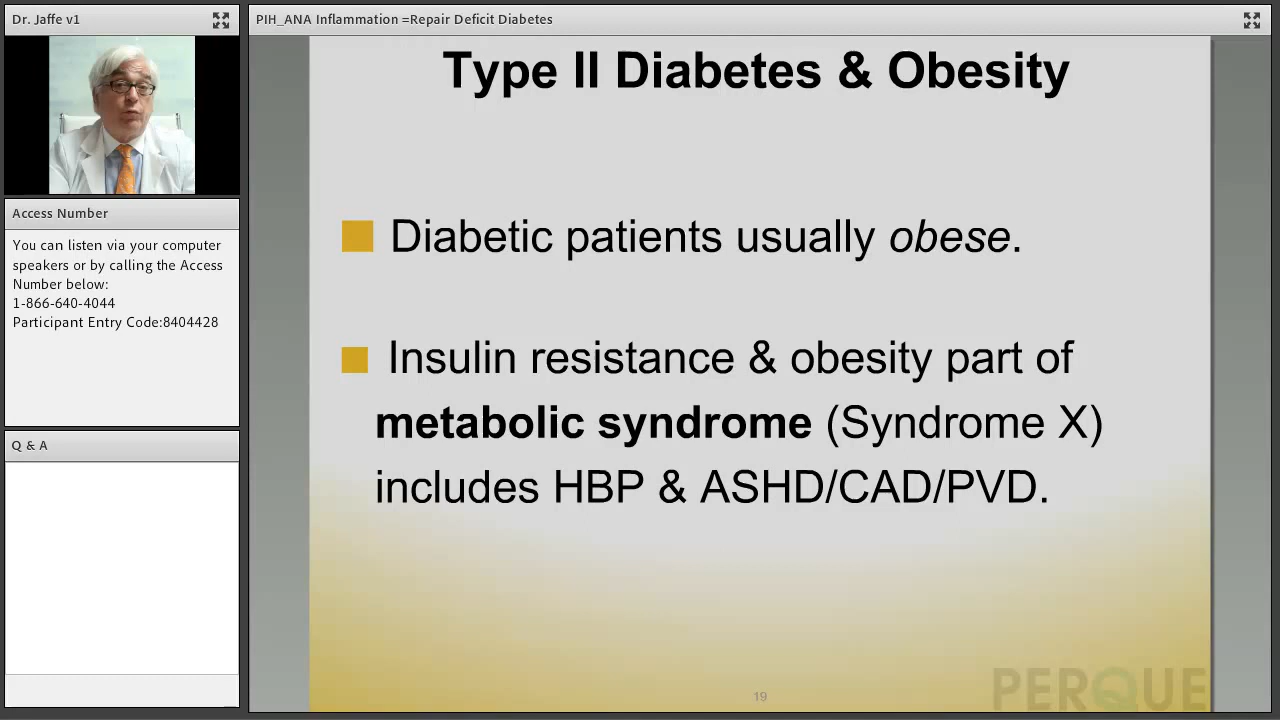 Dr. Jaffe v1
PIH_ANA Inflammation =Repair Deficit Diabetes
Access Number
You can listen via your computer
speakers or by calling the Access
Number below:
1-866-640-4044
Participant Entry Code:8404428
Q & A
Type II Diabetes & Obesity
Diabetic patients usually obese.
Insulin resistance & obesity part of
metabolic syndrome (Syndrome X)
includes HBP & ASHD/CAD/PVD.
19
PERQUE